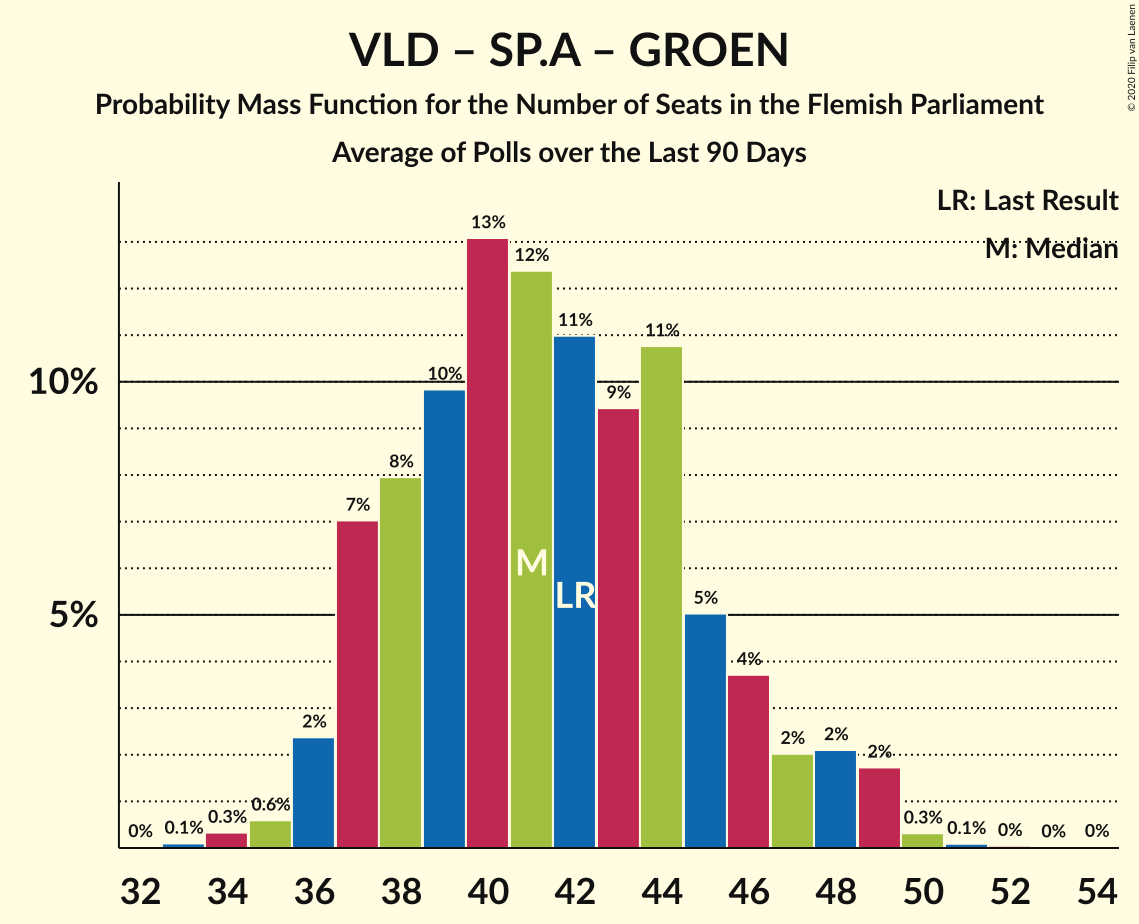 VLD – SP.A – GROEN
Probability Mass Function for the Number of Seats in the Flemish Parliament
Average of Polls over the Last 90 Days
© 2020 Filip van Laenen
LR: Last Result
M: Median
10%
5%
0%
0.1%
0.3%
0.6%
2%
7%
8%
10%
13%
12%
11%
9%
11%
5%
4%
2%
2%
2%
0.3%
0.1%
0%
0%
0%
M
LR
32 34 36 38 40 42 44 46 48 50 52 54